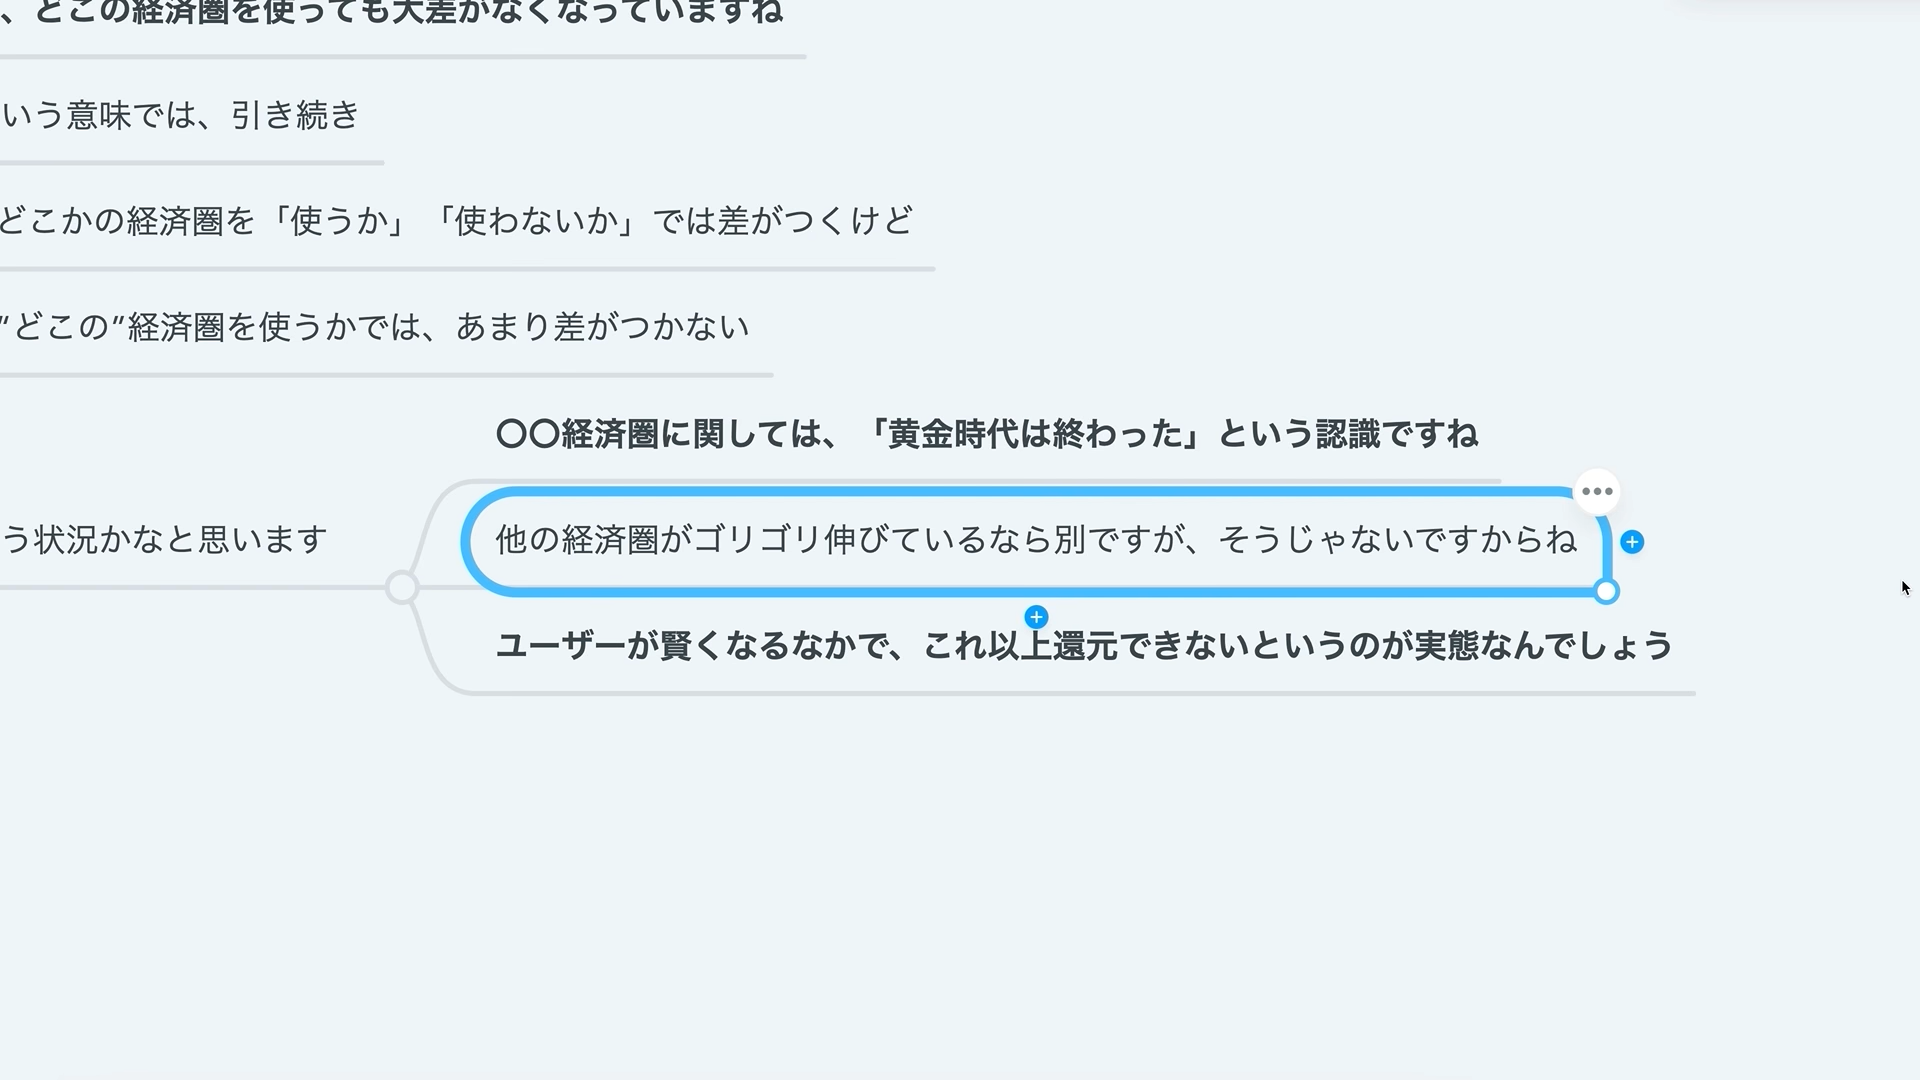 、どこの経済圏を使っても大差がなくなっていますね
いう意味では、引き続き
どこかの経済圏を「使うか」「使わないか」では差がつくけど
”どこの”経済圏を使うかでは、あまり差がつかない
〇〇経済圏に関しては、「黄金時代は終わった」という認識ですね
う状況かなと思います
他の経済圏がゴリゴリ伸びているなら別ですが、そうじゃないですからね
ユーザーが賢くなるなかで、これ以上還元できないというのが実態なんでしょう